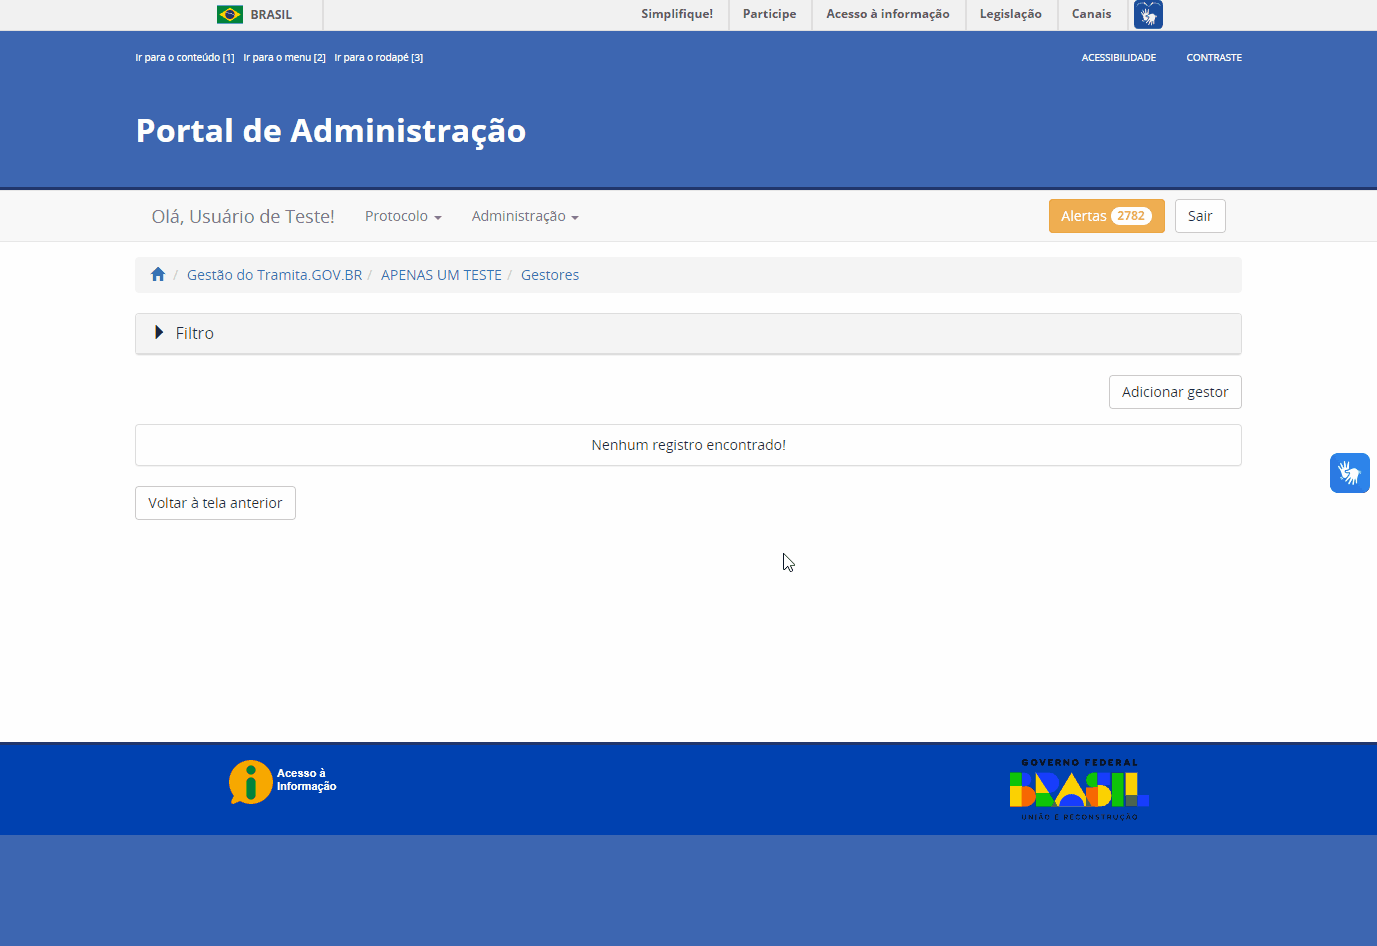 BRASIL
Simplifique! Participe Acesso à informação Legislação Canais
Ir para o conteúdo [1] Ir para o menu [2] Ir para o rodapé [3]
ACESSIBILIDADE CONTRASTE
Portal de Administração
Olá, Usuário de Teste! Protocolo Administração Alertas 2782 Sair
/ Gestão do Tramita.GOV.BR / APENAS UM TESTE / Gestores
Filtro
Adicionar gestor
Nenhum registro encontrado!
Voltar à tela anterior
Acesso à
Informação
GOVERNO FEDERAL
BRASIL
UNIÃO E RECONSTRUÇÃO